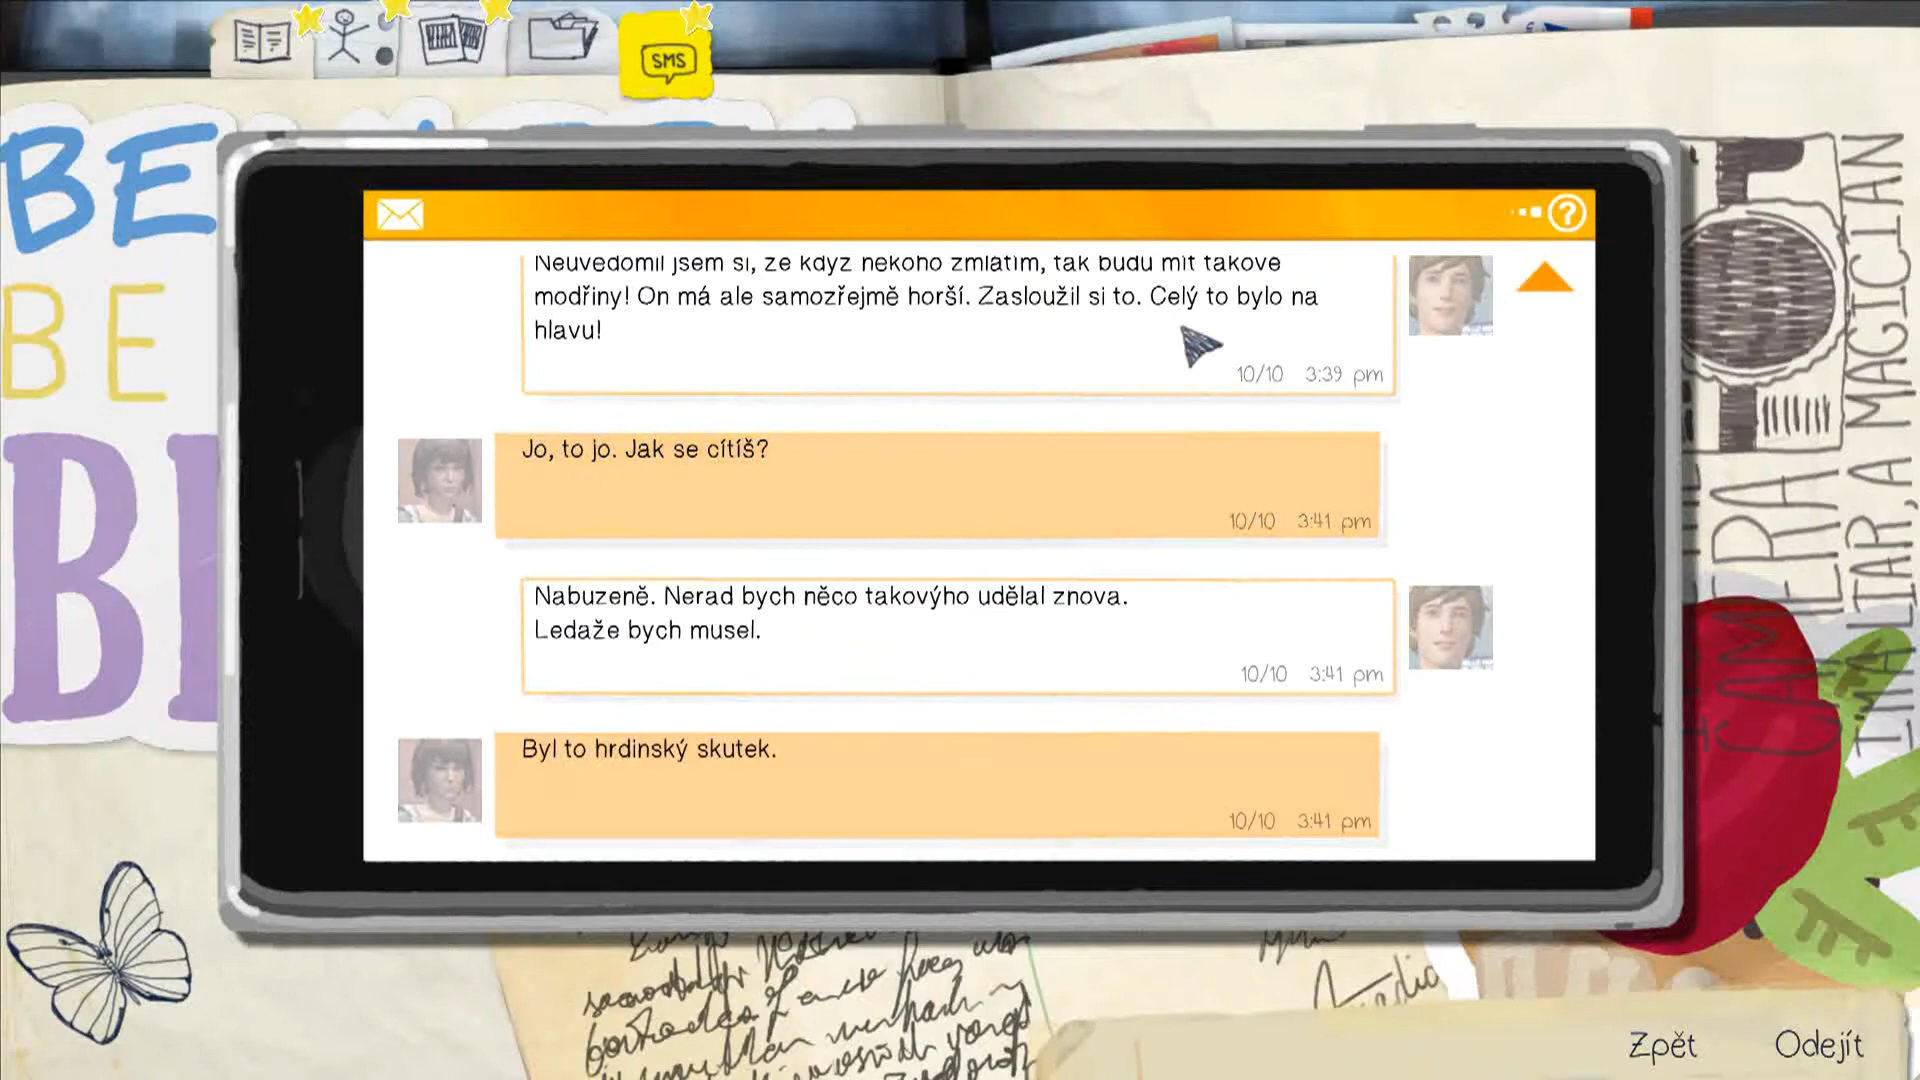 SMS
BE
BE
Neuvědomil jsem si, že když někoho zmlátím, tak budu mít takové
modřiny! On má ale samozřejmě horší. Zasloužil si to. Celý to bylo na
hlavu!
10/10 3:39 pm
Jo, to jo. Jak se cítíš?
10/10 3:41 pm
Nabuzeně. Nerad bych něco takovýho udělal znova.
Ledaže bych musel.
10/10 3:41 pm
Byl to hrdinský skutek.
10/10 3:41 pm
CAMERA
LIAR, A MAGICIAN
Zpět Odejít